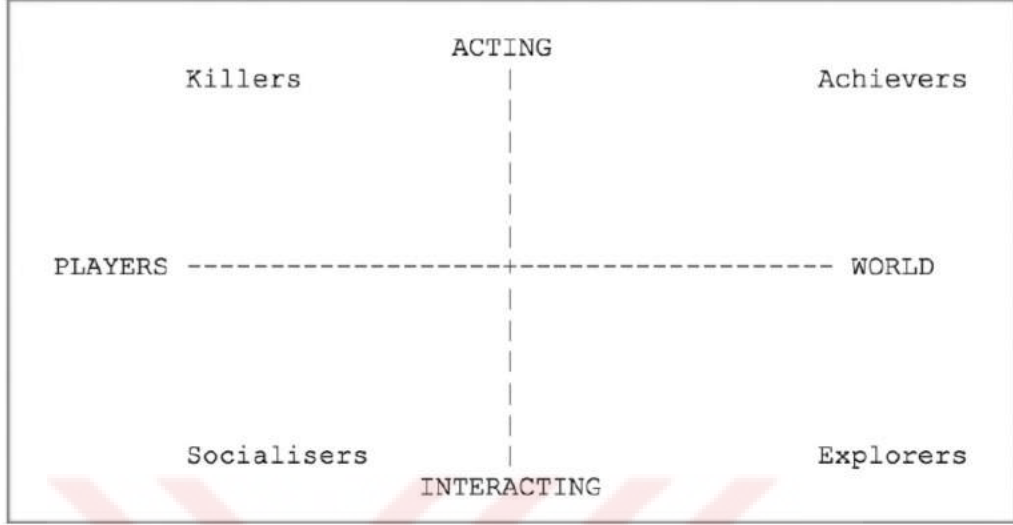 ACTING
Killers Achievers
PLAYERS WORLD
Socialisers Explorers
INTERACTING